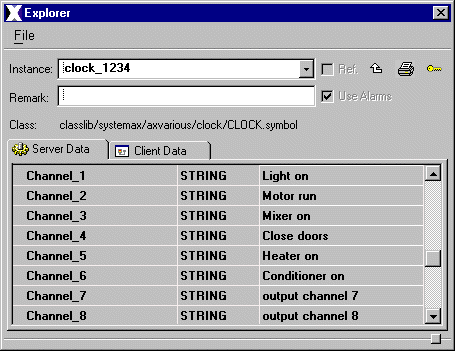 Explorer
File
Instance: clock_1234 Ref.
Remark: Use Alarms
Class: classlib/systemax/axvarious/clock/CLOCK.symbol
Server Data Client Data
Channel_1 STRING Light on
Channel_2 STRING Motor run
Channel_3 STRING Mixer on
Channel_4 STRING Close doors
Channel_5 STRING Heater on
Channel_6 STRING Conditioner on
Channel_7 STRING output channel 7
Channel_8 STRING output channel 8